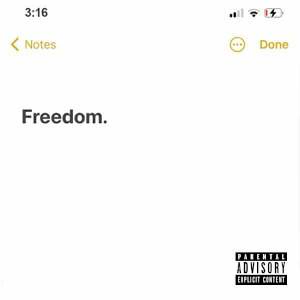 3:16
Notes
Done
Freedom.
PARENTAL
ADVISORY
EXPLICIT CONTENT